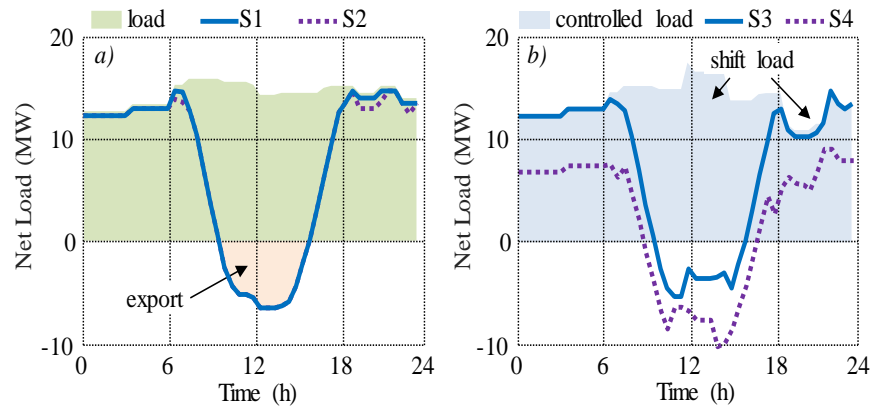 load S1 S2
controlled load S3 S4
a)
b)
shift load
export
Net Load (MW)
20
10
0
-10
0 6 12 18 24
Time (h)
Net Load (MW)
20
10
0
-10
0 6 12 18 24
Time (h)